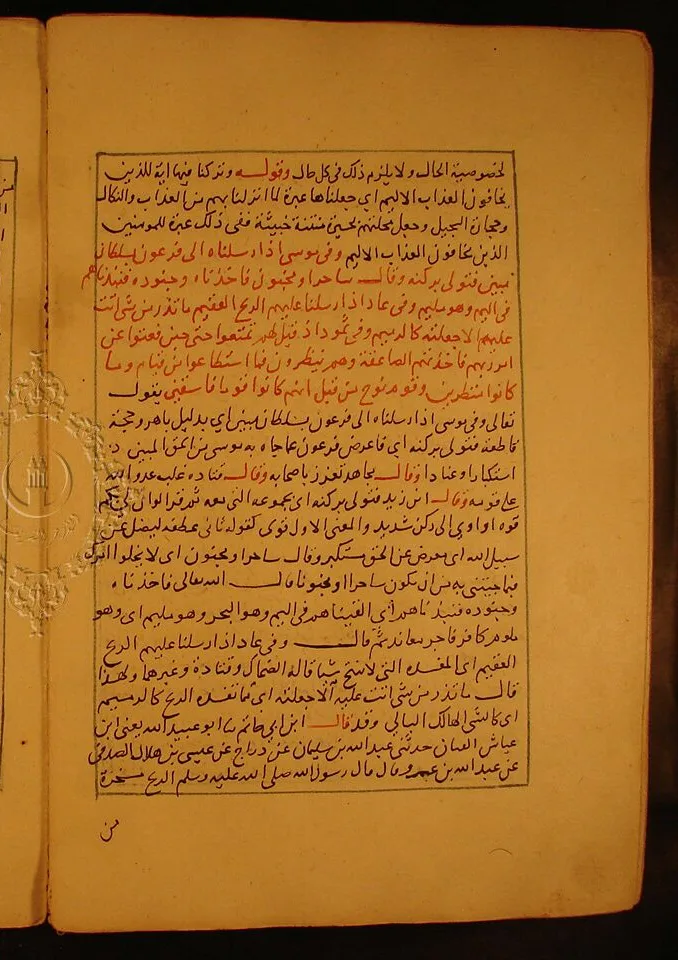 لخصوصية الحال ولا يلزم ذلك في كل حال وقوله وتركنا فيها اية للذين
يخافون العذاب الاليم اي جعلناها عبرة لما انزلنا بهم من العذاب والنكال
وحجارة السجيل وجعل محلتهم بحيرة منتنة خبيثة ففي ذلك عبرة للمومنين
الذين يخافون العذاب الاليم وفي موسى اذ ارسلناه الى فرعون بسلطان
مبين فتولى بركنه وقال ساحر او مجنون فاخذناه وجنوده فنبذناهم
في اليم وهو مليم وفي عاد اذ ارسلنا عليهم الريح العقيم ما تذر من شي اتت
عليه الا جعلته كالرميم وفي ثمود اذ قيل لهم تمتعوا حتى حين فعتوا عن
امر ربهم فاخذتهم الصاعقة وهم ينظرون فما استطاعوا من قيام وما
كانوا منتصرين وقوم نوح من قبل انهم كانوا قوما فاسقين يقول
تعالى وفي موسى اذ ارسلناه الى فرعون بسلطان مبين اي بدليل باهر وحجة
قاطعة فتولى بركنه اي فاعرض فرعون عما جاه به موسى من الحق المبين
استكبارا وعنادا وقال مجاهد تعزز باصحابه وقال قتادة غلب عدو الله
على قومه وقال ابن زيد فتولى بركنه اي بجموعه التي معه ثم قرا لو ان لي بكم
قوه او اوي الى ركن شديد والمعنى الاول قوي كقوله ثاني عطفه ليضل عن
سبيل الله اي معرض عن الحق مستكبر وقال ساحر او مجنون اي لا يخلوا امرك
فيما جيتني به من ان يكون ساحرا او مجنونا قال الله تعالى فاخذناه
وجنوده فنبذناهم اي القيناهم في اليم وهو البحر وهو مليم اي وهو
ملوم كافر فاجر معاند ثم قال وفي عاد اذ ارسلنا عليهم الريح
العقيم اي المفسدة التي لا تنتج شيا قاله الضحاك وقتادة وغيرهما ولهذا
قال ما تذر من شي اتت عليه الا جعلته اي مما تفسده الريح كالرميم
اي كالشي الهالك البالي وقد قال ابن ابي حاتم ثنا ابو عبيد الله يعني ابن
عياش القتباني حدثني عبد الله بن سليمان عن دراج عن عيسى بن هلال الصدفي
عن عبد الله بن عمرو قال قال رسول الله صلى الله عليه وسلم الريح مسخرة
من